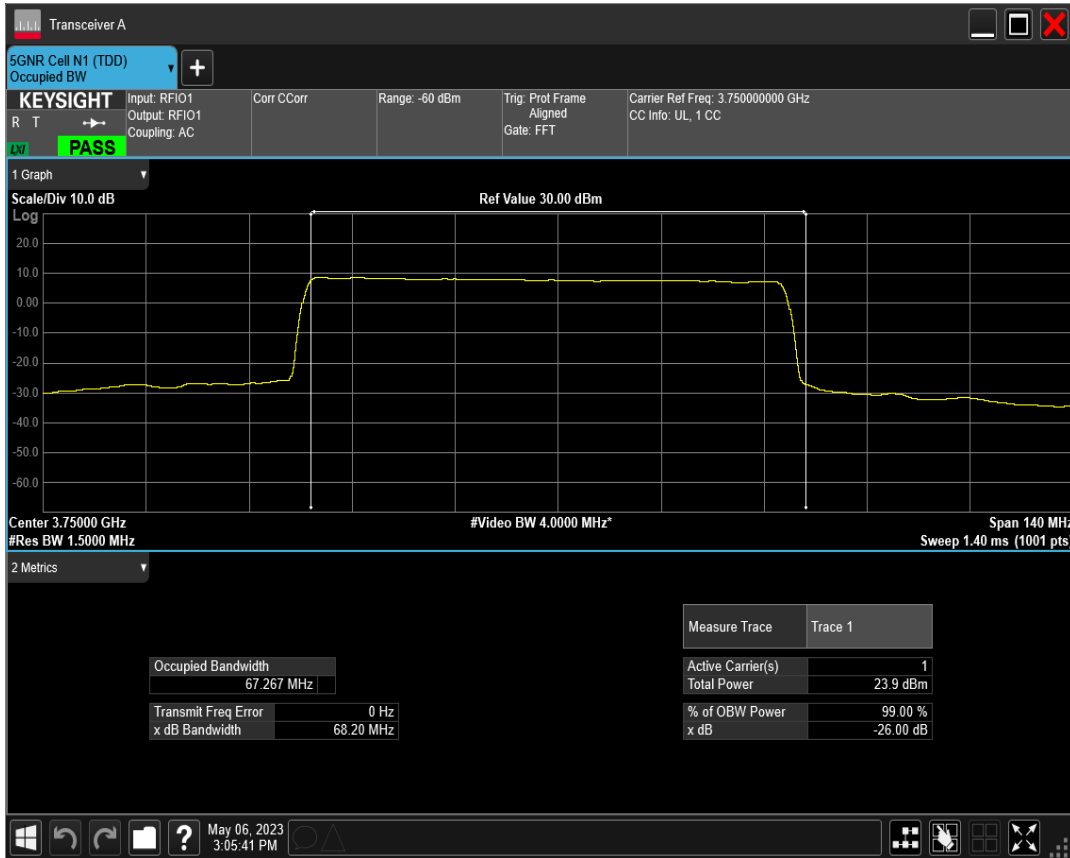 Transceiver A
5GNR Cell N1 (TDD)
Occupied BW
+
KEYSIGHT
R T
LXI
PASS
Input: RFIO1
Output: RFIO1
Coupling: AC
Corr CCorr
Range: -60 dBm
Trig: Prot Frame
Aligned
Gate: FFT
Carrier Ref Freq: 3.750000000 GHz
CC Info: UL, 1 CC
1 Graph
Scale/Div 10.0 dB
Ref Value 30.00 dBm
Log
20.0
10.0
0.00
-10.0
-20.0
-30.0
-40.0
-50.0
-60.0
Center 3.75000 GHz
#Video BW 4.0000 MHz*
Span 140 MHz
#Res BW 1.5000 MHz
Sweep 1.40 ms (1001 pts)
2 Metrics
Measure Trace Trace 1
Occupied Bandwidth
67.267 MHz
Transmit Freq Error 0 Hz
x dB Bandwidth 68.20 MHz
Active Carrier(s) 1
Total Power 23.9 dBm
% of OBW Power 99.00 %
x dB -26.00 dB
?
May 06, 2023
3:05:41 PM